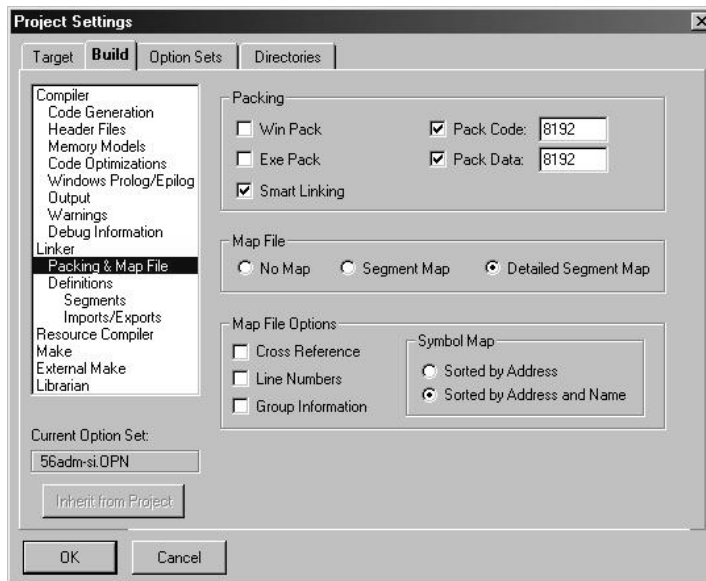 Project Settings
Target Build Option Sets Directories
Compiler
Code Generation
Header Files
Memory Models
Code Optimizations
Windows Prolog/Epilog
Output
Warnings
Debug Information
Linker
Packing & Map File
Definitions
Segments
Imports/Exports
Resource Compiler
Make
External Make
Librarian
Current Option Set:
56adm-si.OPN
Inherit from Project
Packing
Win Pack Pack Code: 8192
Exe Pack Pack Data: 8192
Smart Linking
Map File
No Map Segment Map Detailed Segment Map
Map File Options
Cross Reference
Line Numbers
Group Information
Symbol Map
Sorted by Address
Sorted by Address and Name
OK Cancel